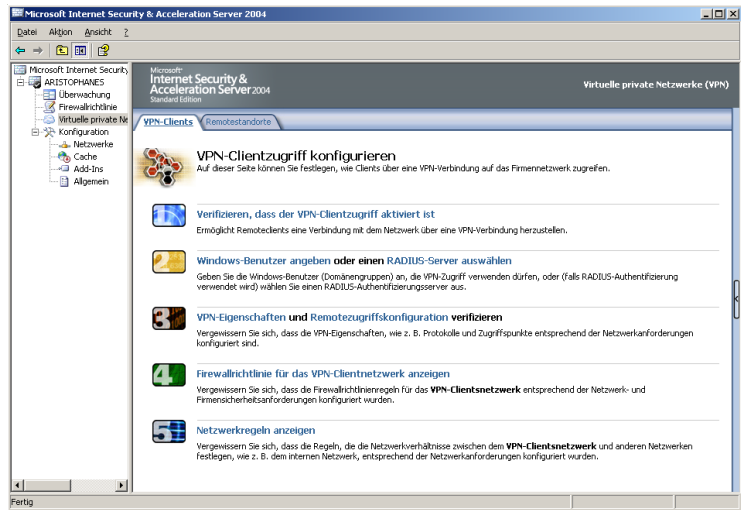 Microsoft Internet Security & Acceleration Server 2004
Datei Aktion Ansicht ?
Microsoft Internet Security
ARISTOPHANES
Überwachung
Firewallrichtlinie
Virtuelle private Ne
Konfiguration
Netzwerke
Cache
Add-Ins
Allgemein
Microsoft
Internet Security &
Acceleration Server 2004
Standard Edition
Virtuelle private Netzwerke (VPN)
VPN-Clients Remotestandorte
VPN-Clientzugriff konfigurieren
Auf dieser Seite können Sie festlegen, wie Clients über eine VPN-Verbindung auf das Firmennetzwerk zugreifen.
1
Verifizieren, dass der VPN-Clientzugriff aktiviert ist
Ermöglicht Remoteclients eine Verbindung mit dem Netzwerk über eine VPN-Verbindung herzustellen.
2
Windows-Benutzer angeben oder einen RADIUS-Server auswählen
Geben Sie die Windows-Benutzer (Domänengruppen) an, die VPN-Zugriff verwenden dürfen, oder (falls RADIUS-Authentifizierung
verwendet wird) wählen Sie einen RADIUS-Authentifizierungsserver aus.
3
VPN-Eigenschaften und Remotezugriffskonfiguration verifizieren
Vergewissern Sie sich, dass die VPN-Eigenschaften, wie z. B. Protokolle und Zugriffspunkte entsprechend der Netzwerkanforderungen
konfiguriert sind.
4
Firewallrichtlinie für das VPN-Clientnetzwerk anzeigen
Vergewissern Sie sich, dass die Firewallrichtlinienregeln für das VPN-Clientsnetzwerk entsprechend der Netzwerk- und
Firmensicherheitsanforderungen konfiguriert wurden.
5
Netzwerkregeln anzeigen
Vergewissern Sie sich, dass die Regeln, die die Netzwerkverhältnisse zwischen dem VPN-Clientsnetzwerk und anderen Netzwerken
festlegen, wie z. B. dem internen Netzwerk, entsprechend der Netzwerkanforderungen konfiguriert wurden.
Fertig